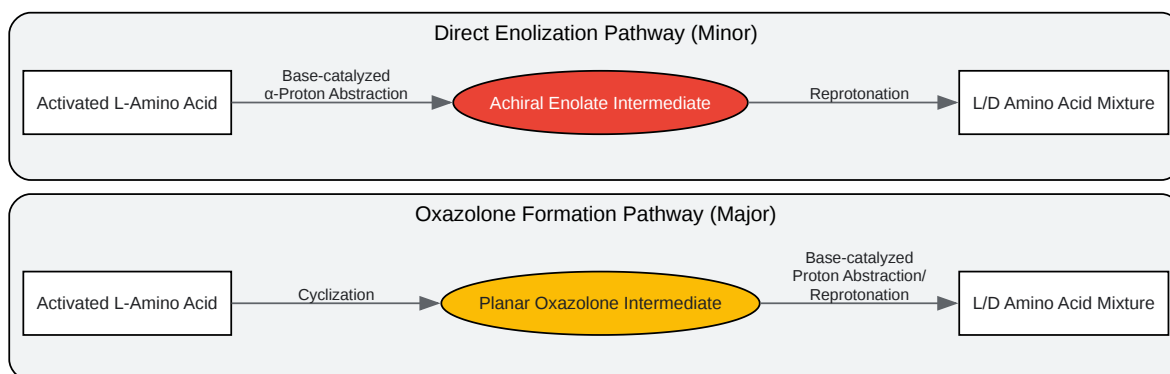 Direct Enolization Pathway (Minor)
Activated L-Amino Acid
Base-catalyzed
α-Proton Abstraction
Achiral Enolate Intermediate
Reprotonation
L/D Amino Acid Mixture
Oxazolone Formation Pathway (Major)
Activated L-Amino Acid
Cyclization
Planar Oxazolone Intermediate
Base-catalyzed
Proton Abstraction/
Reprotonation
L/D Amino Acid Mixture